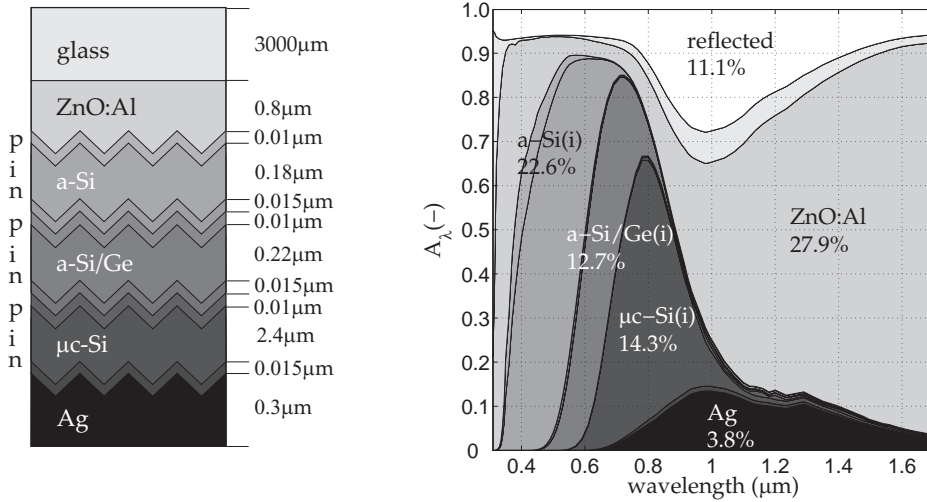 glass
3000µm
ZnO:Al
0.8µm
0.01µm
p
i
n
a-Si
0.18µm
0.015µm
0.01µm
p
i
n
a-Si/Ge
0.22µm
0.015µm
0.01µm
p
i
n
µc-Si
2.4µm
0.015µm
Ag
0.3µm
A_λ(−)
1.0
0.9
0.8
0.7
0.6
0.5
0.4
0.3
0.2
0.1
0
reflected
11.1%
a−Si(i)
22.6%
a−Si/Ge(i)
12.7%
ZnO:Al
27.9%
µc−Si(i)
14.3%
Ag
3.8%
0.4 0.6 0.8 1 1.2 1.4 1.6
wavelength (µm)